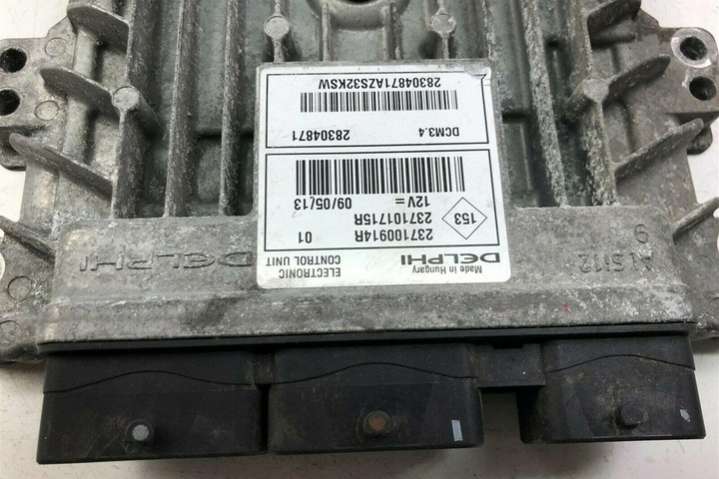 Made in Hungary
DELPHI
ELECTRONIC
CONTROL UNIT
237100914R 01
237101715R
153
12V= 09/05/13
DCM3.4 28304871
28304871AZS32KSW
DELPHI
9